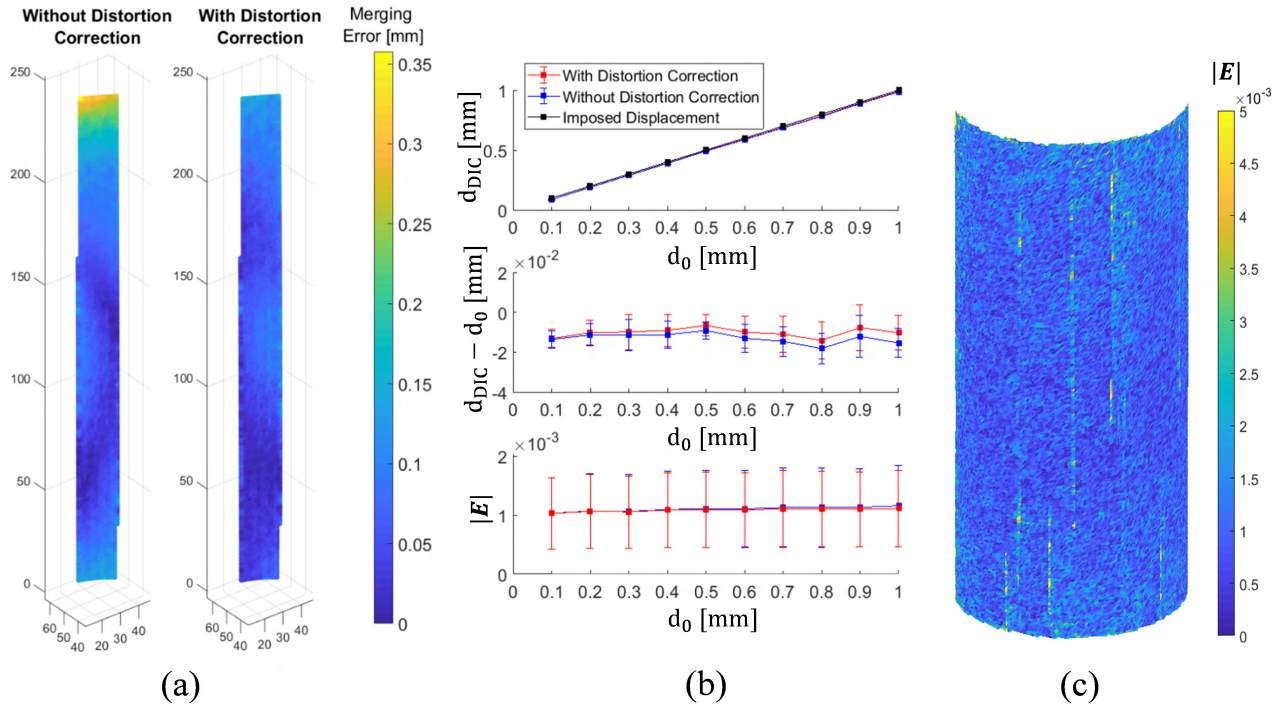 Without Distortion
Correction
With Distortion
Correction
Merging
Error [mm]
250
200
150
100
50
0
60
50
40
20
30
40
250
200
150
100
50
0
60
50
40
20
30
40
0.35
0.3
0.25
0.2
0.15
0.1
0.05
0
(a)
With Distortion Correction
Without Distortion Correction
Imposed Displacement
d_DIC [mm]
1
0.5
0
0 0.1 0.2 0.3 0.4 0.5 0.6 0.7 0.8 0.9 1
d₀ [mm]
×10⁻²
d_DIC − d₀ [mm]
2
0
-2
-4
0 0.1 0.2 0.3 0.4 0.5 0.6 0.7 0.8 0.9 1
d₀ [mm]
×10⁻³
|E|
2
1
0
0 0.1 0.2 0.3 0.4 0.5 0.6 0.7 0.8 0.9 1
d₀ [mm]
(b)
|E|
×10⁻³
5
4.5
4
3.5
3
2.5
2
1.5
1
0.5
0
(c)